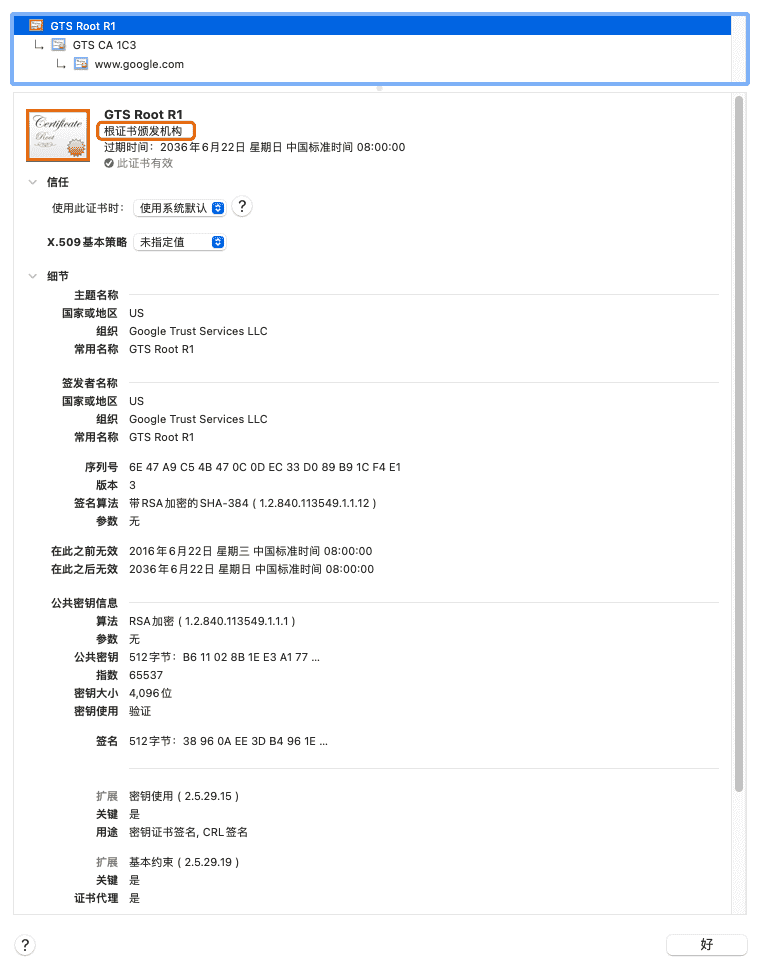 GTS Root R1
GTS CA 1C3
www.google.com
Certificate
Root
GTS Root R1
根证书颁发机构
过期时间：2036年6月22日 星期日 中国标准时间 08:00:00
此证书有效
信任
使用此证书时： 使用系统默认 ?
X.509基本策略 未指定值
细节
主题名称
国家或地区 US
组织 Google Trust Services LLC
常用名称 GTS Root R1
签发者名称
国家或地区 US
组织 Google Trust Services LLC
常用名称 GTS Root R1
序列号 6E 47 A9 C5 4B 47 0C 0D EC 33 D0 89 B9 1C F4 E1
版本 3
签名算法 带RSA加密的SHA-384 ( 1.2.840.113549.1.1.12 )
参数 无
在此之前无效 2016年6月22日 星期三 中国标准时间 08:00:00
在此之后无效 2036年6月22日 星期日 中国标准时间 08:00:00
公共密钥信息
算法 RSA加密 ( 1.2.840.113549.1.1.1 )
参数 无
公共密钥 512字节： B6 11 02 8B 1E E3 A1 77 ...
指数 65537
密钥大小 4,096位
密钥使用 验证
签名 512字节： 38 96 0A EE 3D B4 96 1E ...
扩展 密钥使用 ( 2.5.29.15 )
关键 是
用途 密钥证书签名, CRL签名
扩展 基本约束 ( 2.5.29.19 )
关键 是
证书代理 是
? 好